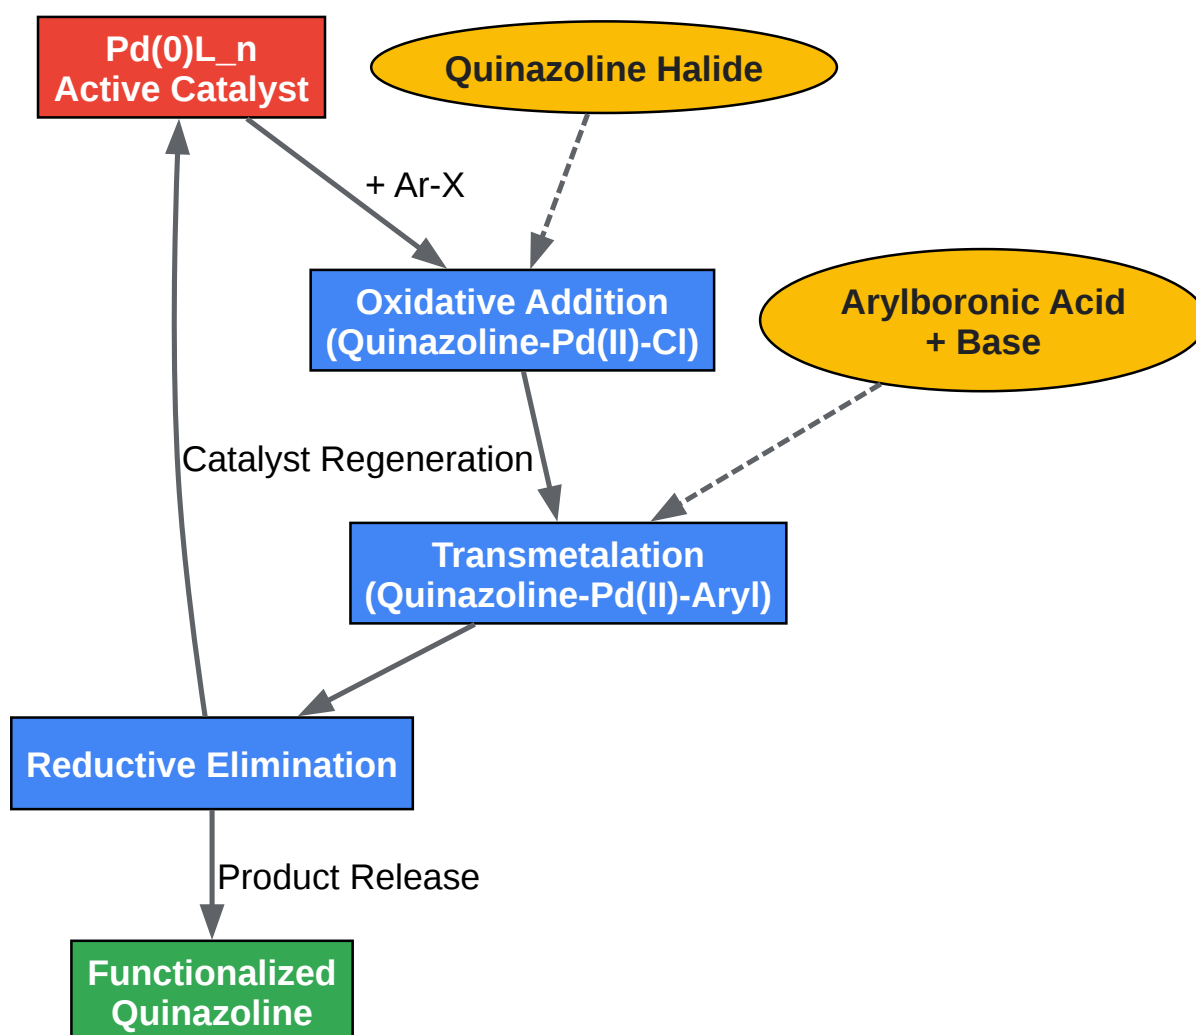 Pd(0)L_n
Active Catalyst
Quinazoline Halide
+ Ar-X
Oxidative Addition
(Quinazoline-Pd(II)-Cl)
Arylboronic Acid
+ Base
Catalyst Regeneration
Transmetalation
(Quinazoline-Pd(II)-Aryl)
Reductive Elimination
Product Release
Functionalized
Quinazoline